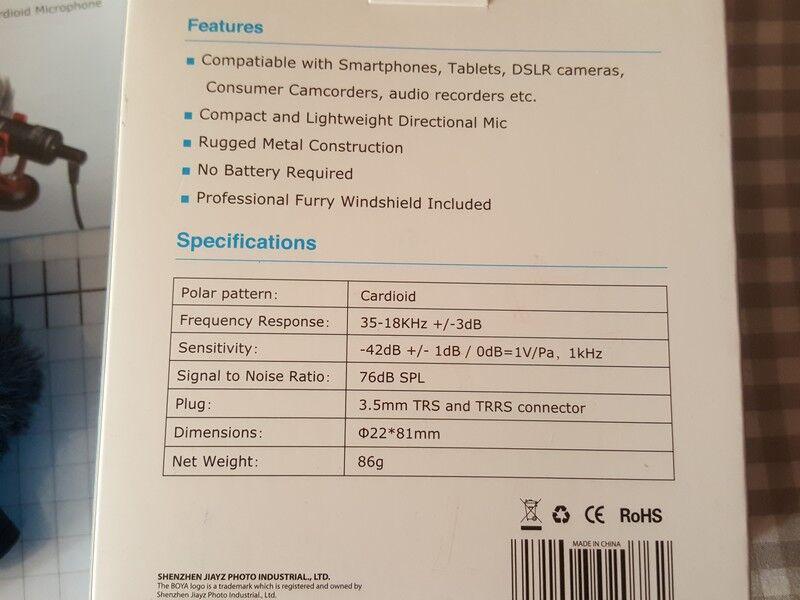 rdioid Microphone
Features
Compatiable with Smartphones, Tablets, DSLR cameras,
Consumer Camcorders, audio recorders etc.
Compact and Lightweight Directional Mic
Rugged Metal Construction
No Battery Required
Professional Furry Windshield Included
Specifications
Polar pattern: Cardioid
Frequency Response: 35-18KHz +/-3dB
Sensitivity: -42dB +/- 1dB / 0dB=1V/Pa, 1kHz
Signal to Noise Ratio: 76dB SPL
Plug: 3.5mm TRS and TRRS connector
Dimensions: Φ22*81mm
Net Weight: 86g
CE RoHS
MADE IN CHINA
SHENZHEN JIAYZ PHOTO INDUSTRIAL., LTD.
The BOYA logo is a trademark which is registered and owned by
Shenzhen Jiayz Photo Industrial., Ltd.